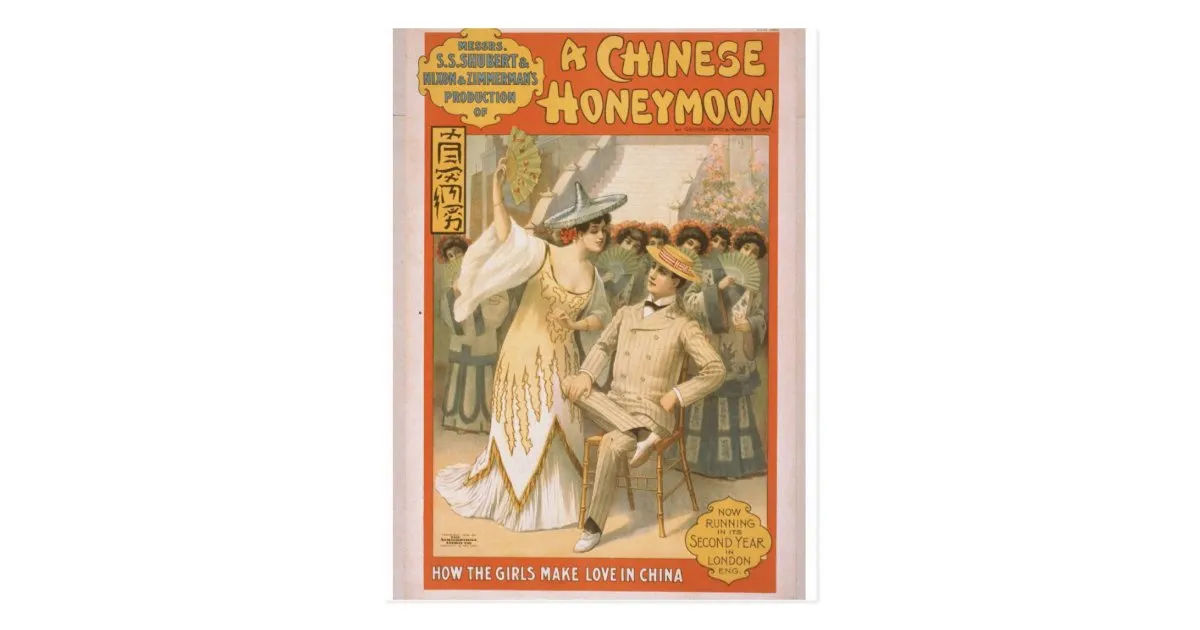 MESSRS.
S.S.SHUBERT &
NIXON & ZIMMERMAN'S
PRODUCTION
OF
A CHINESE
HONEYMOON
HOW THE GIRLS MAKE LOVE IN CHINA
NOW
RUNNING
IN ITS
SECOND YEAR
IN
LONDON
ENG.